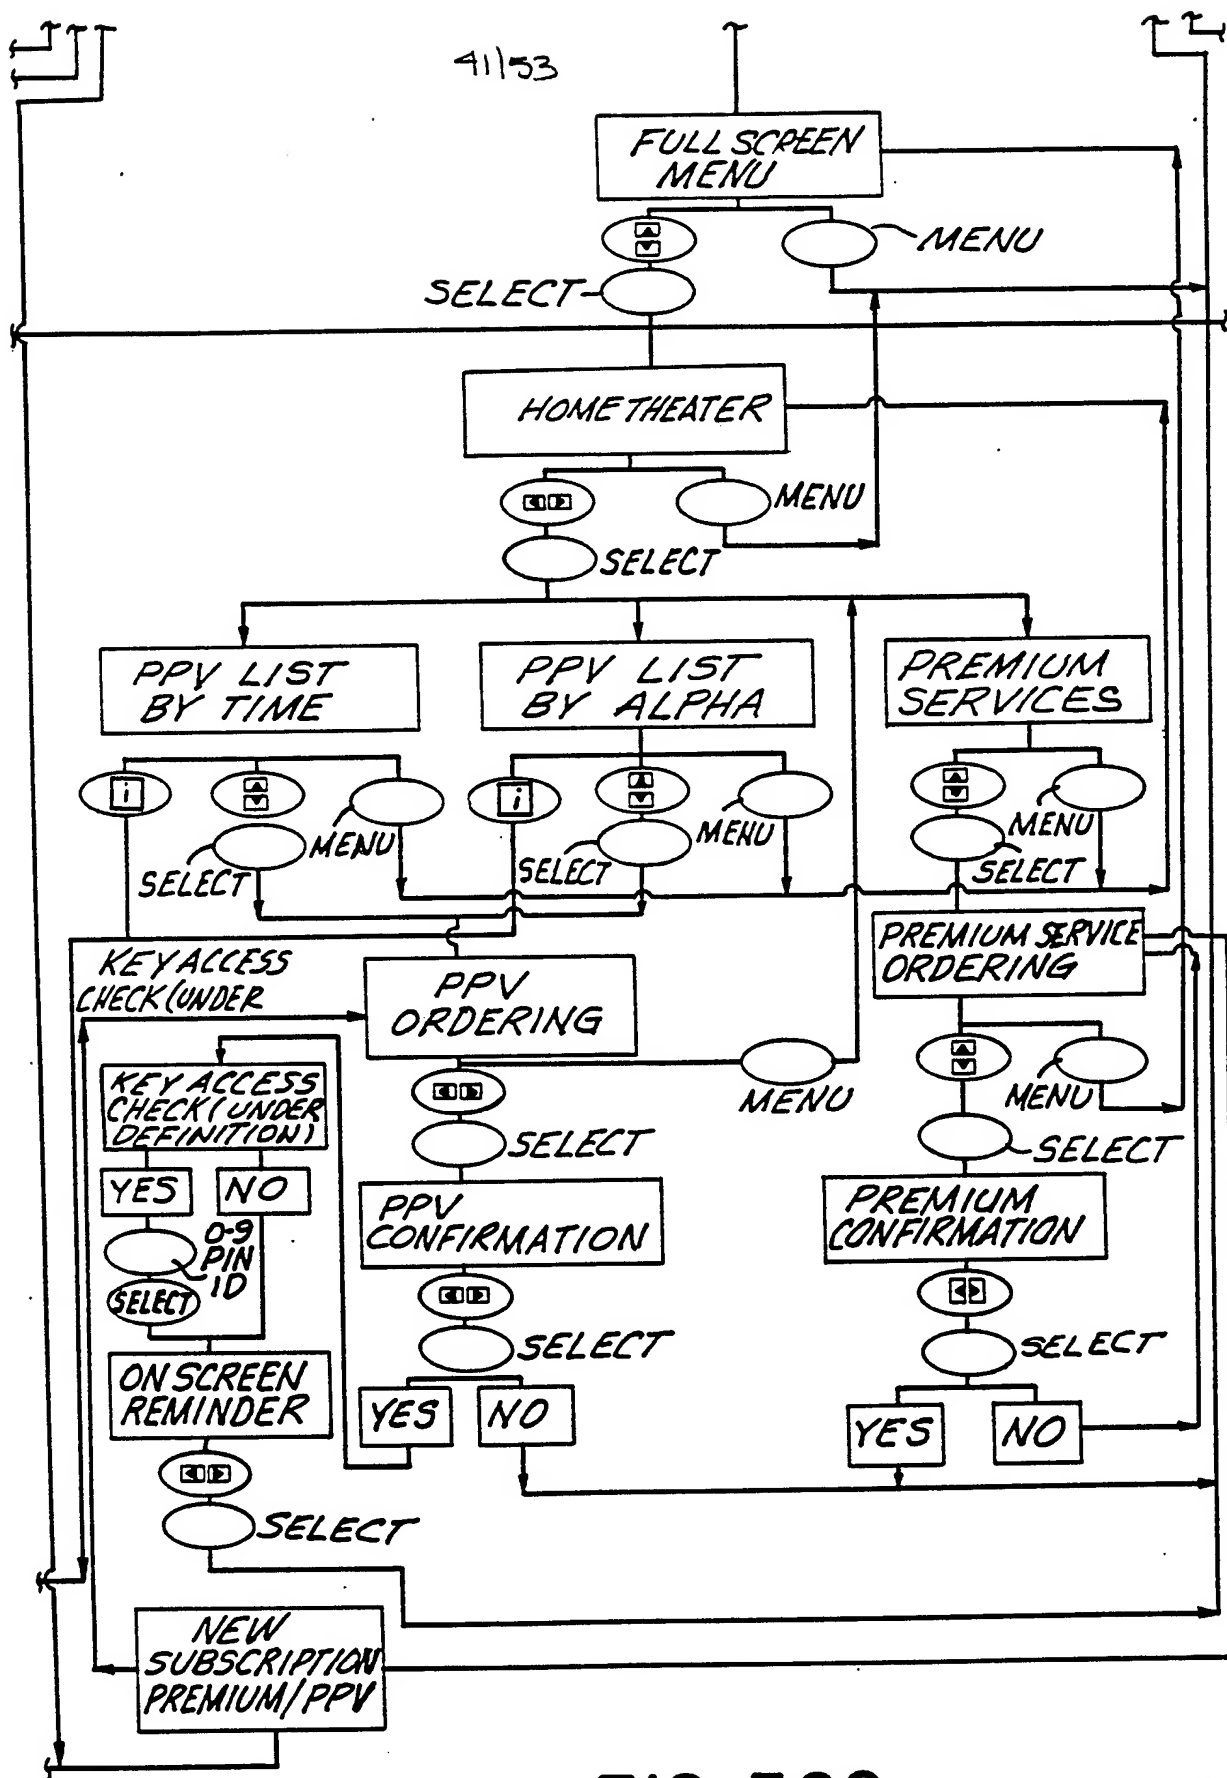 41/53
FULL SCREEN
MENU
MENU
SELECT
HOME THEATER
MENU
SELECT
PPV LIST
BY TIME
PPV LIST
BY ALPHA
PREMIUM
SERVICES
i
MENU
SELECT
i
MENU
SELECT
MENU
SELECT
KEY ACCESS
CHECK (UNDER
PPV
ORDERING
PREMIUM SERVICE
ORDERING
MENU
MENU
KEY ACCESS
CHECK (UNDER
DEFINITION)
SELECT
SELECT
YES
NO
PPV
CONFIRMATION
PREMIUM
CONFIRMATION
0-9
PIN
ID
SELECT
SELECT
SELECT
ON SCREEN
REMINDER
YES
NO
YES
NO
SELECT
NEW
SUBSCRIPTION
PREMIUM/PPV